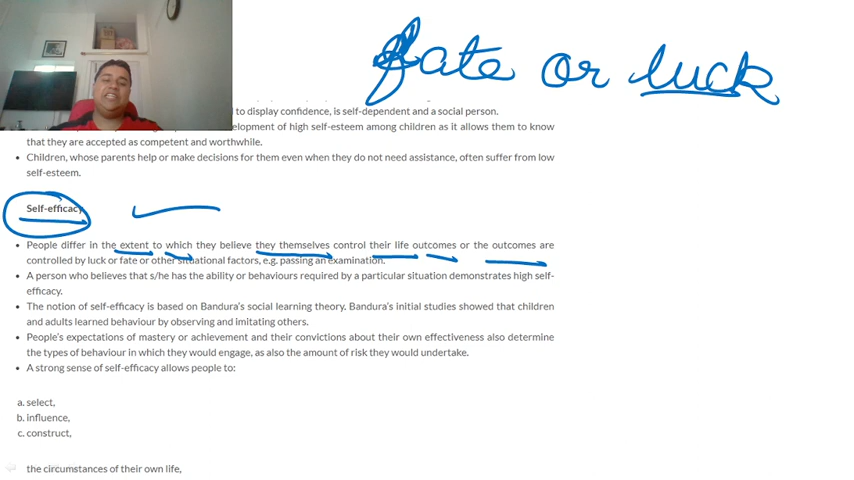 fate or luck
to display confidence, is self-dependent and a social person.
development of high self-esteem among children as it allows them to know
that they are accepted as competent and worthwhile.
• Children, whose parents help or make decisions for them even when they do not need assistance, often suffer from low
self-esteem.
Self-efficacy
• People differ in the extent to which they believe they themselves control their life outcomes or the outcomes are
controlled by luck or fate or other situational factors, e.g. passing an examination.
• A person who believes that s/he has the ability or behaviours required by a particular situation demonstrates high self-
efficacy.
• The notion of self-efficacy is based on Bandura's social learning theory. Bandura's initial studies showed that children
and adults learned behaviour by observing and imitating others.
• People's expectations of mastery or achievement and their convictions about their own effectiveness also determine
the types of behaviour in which they would engage, as also the amount of risk they would undertake.
• A strong sense of self-efficacy allows people to:
a. select,
b. influence,
c. construct,
the circumstances of their own life,